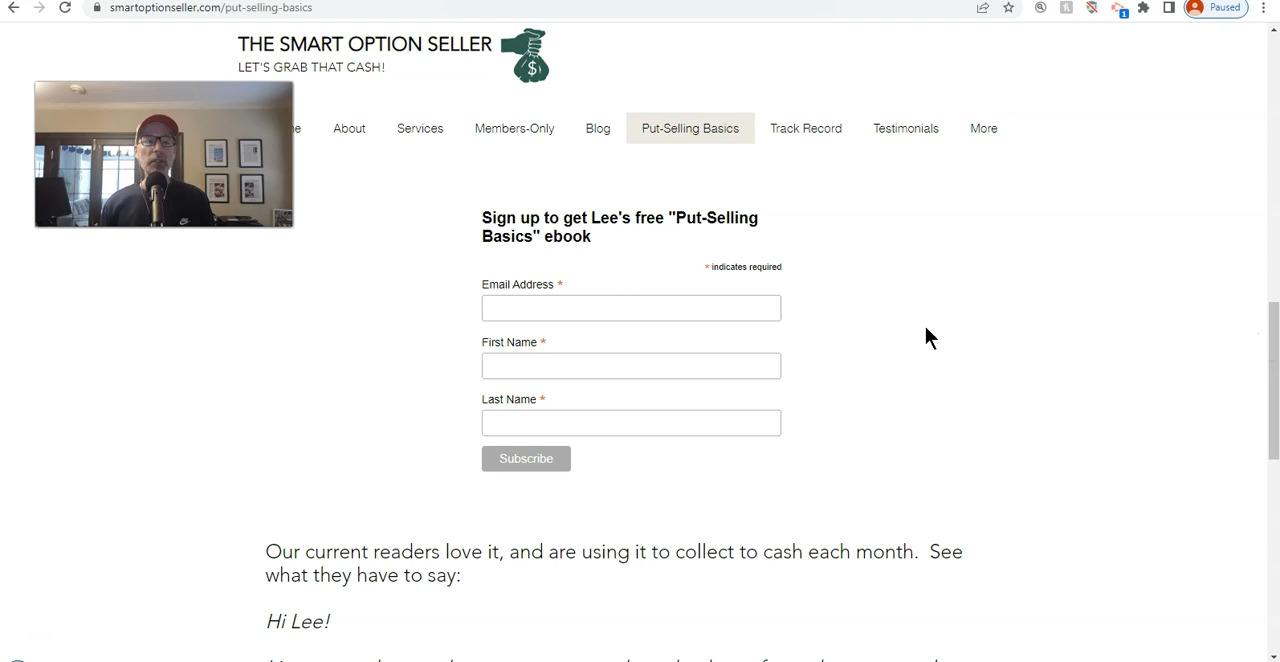 smartoptionseller.com/put-selling-basics
1
Paused
THE SMART OPTION SELLER
LET'S GRAB THAT CASH!
$
About Services Members-Only Blog Put-Selling Basics Track Record Testimonials More
Sign up to get Lee's free "Put-Selling
Basics" ebook
* indicates required
Email Address *
First Name *
Last Name *
Subscribe
Our current readers love it, and are using it to collect to cash each month. See
what they have to say:
Hi Lee!